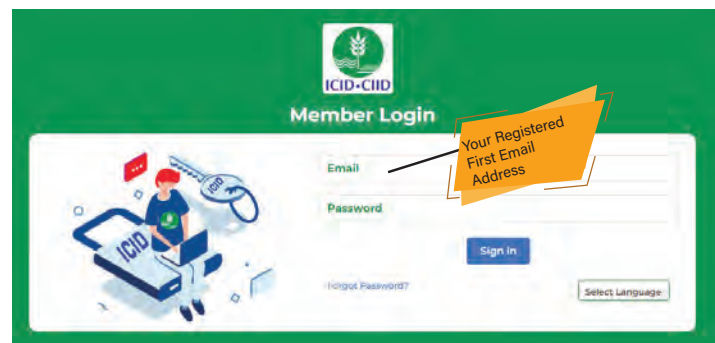 ICID•CIID
Member Login
Your Registered
First Email
Address
Email
Password
Sign in
Forgot Password?
Select Language
ICID
ICID